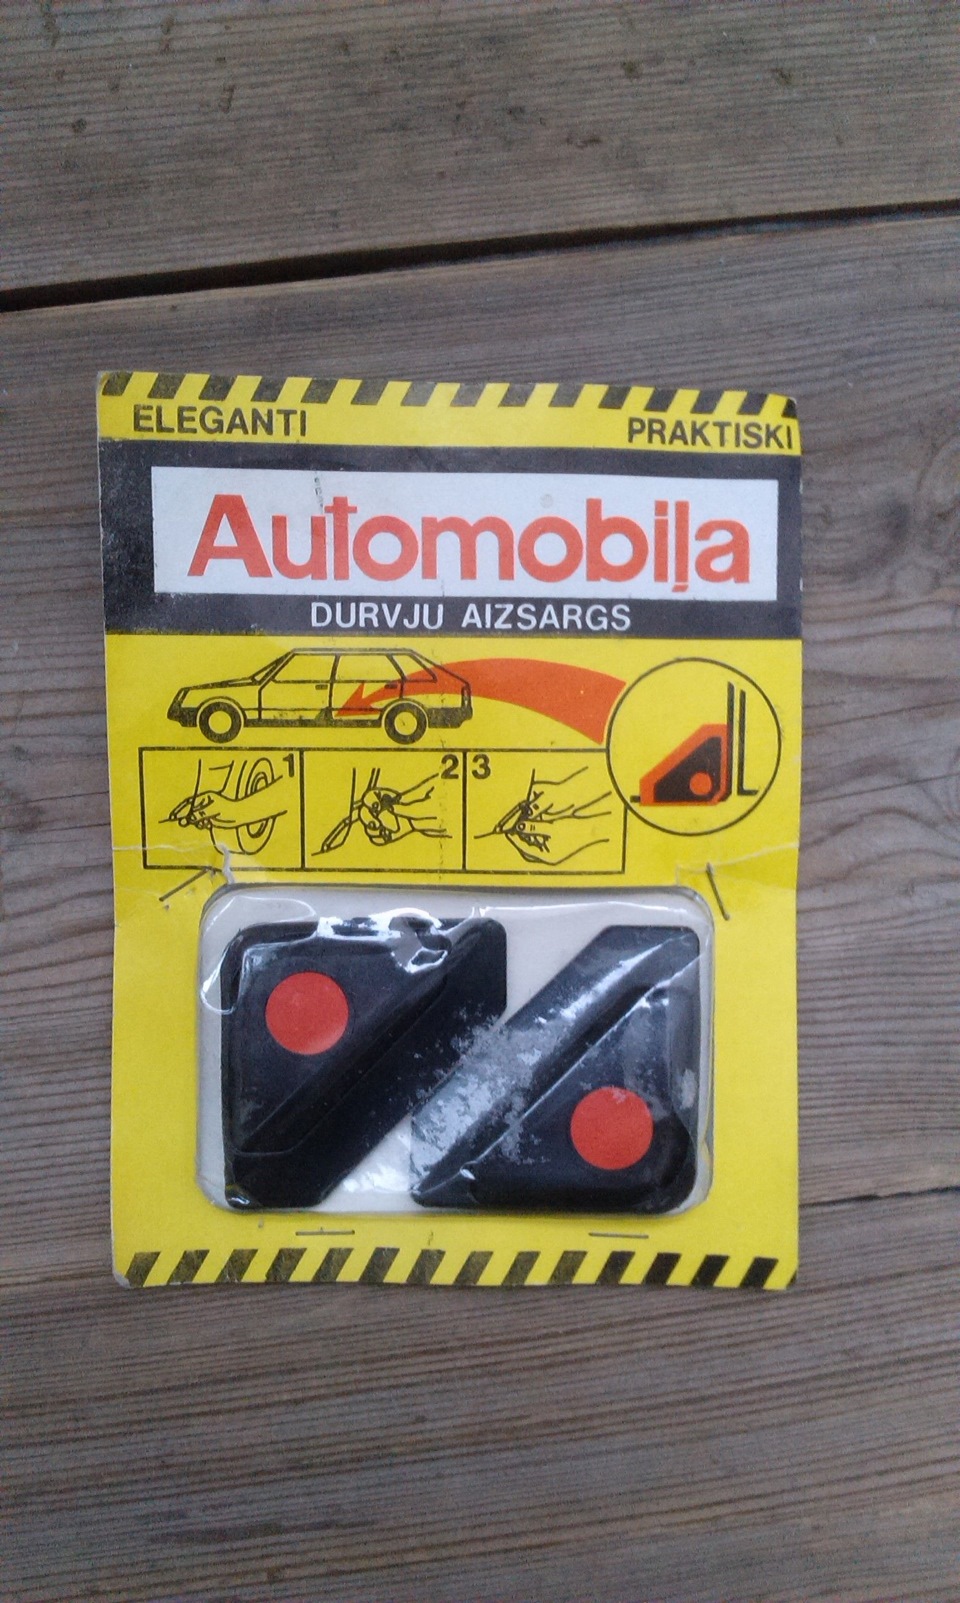 ELEGANTI PRAKTISKI
Automobiļa
DURVJU AIZSARGS
1 2 3